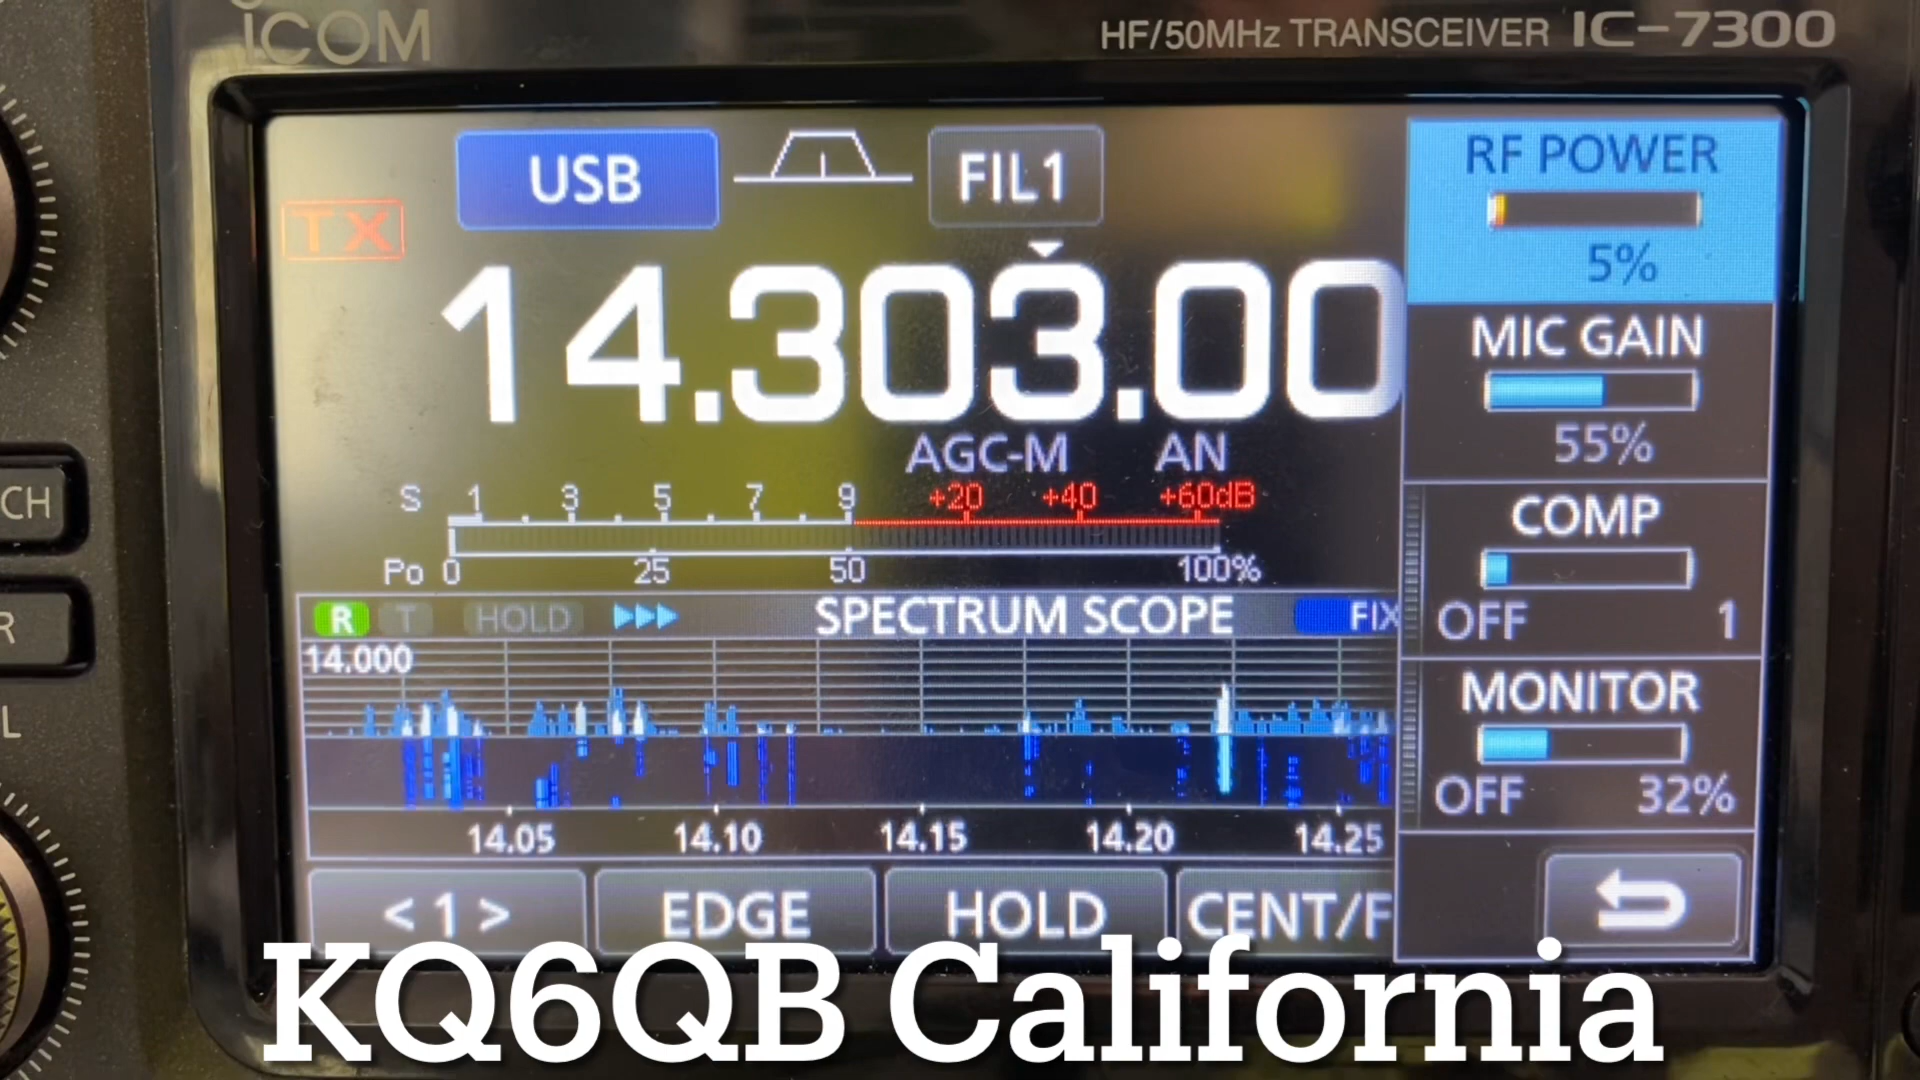 ICOM
HF/50MHz TRANSCEIVER IC-7300
USB
FIL1
RF POWER
5%
TX
14.303.00
MIC GAIN
55%
AGC-M AN
S 1 3 5 7 9 +20 +40 +60dB
Po 0 25 50 100%
COMP
OFF 1
R T HOLD SPECTRUM SCOPE FIX
14.000
MONITOR
OFF 32%
14.05 14.10 14.15 14.20 14.25
<1> EDGE HOLD CENT/F
CH
R
L
KQ6QB California